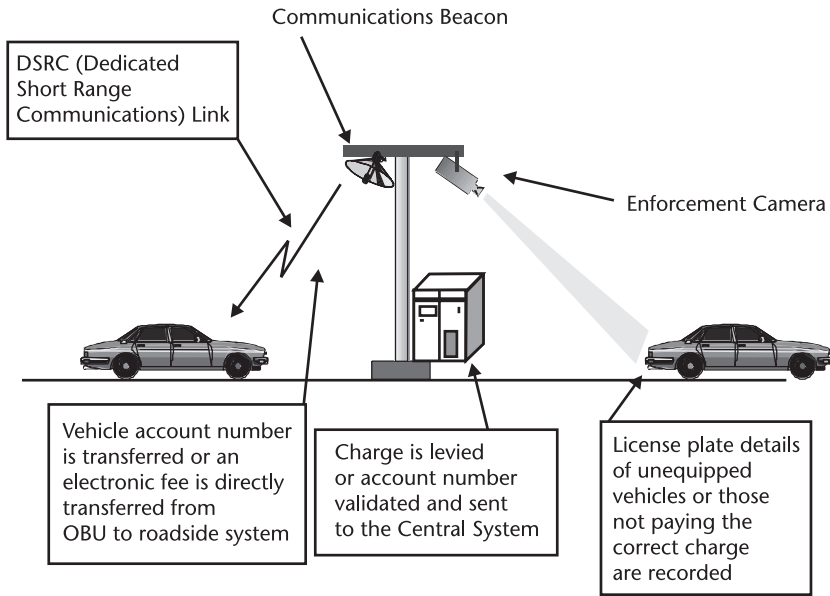 Communications Beacon
DSRC (Dedicated
Short Range
Communications) Link
Enforcement Camera
Vehicle account number
is transferred or an
electronic fee is directly
transferred from
OBU to roadside system
Charge is levied
or account number
validated and sent
to the Central System
License plate details
of unequipped
vehicles or those
not paying the
correct charge
are recorded